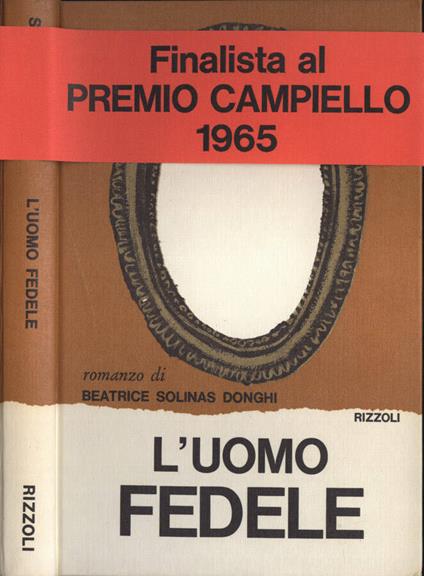 Finalista al
PREMIO CAMPIELLO
1965
romanzo di
BEATRICE SOLINAS DONGHI
RIZZOLI
L'UOMO
FEDELE
S
L'UOMO FEDELE
RIZZOLI